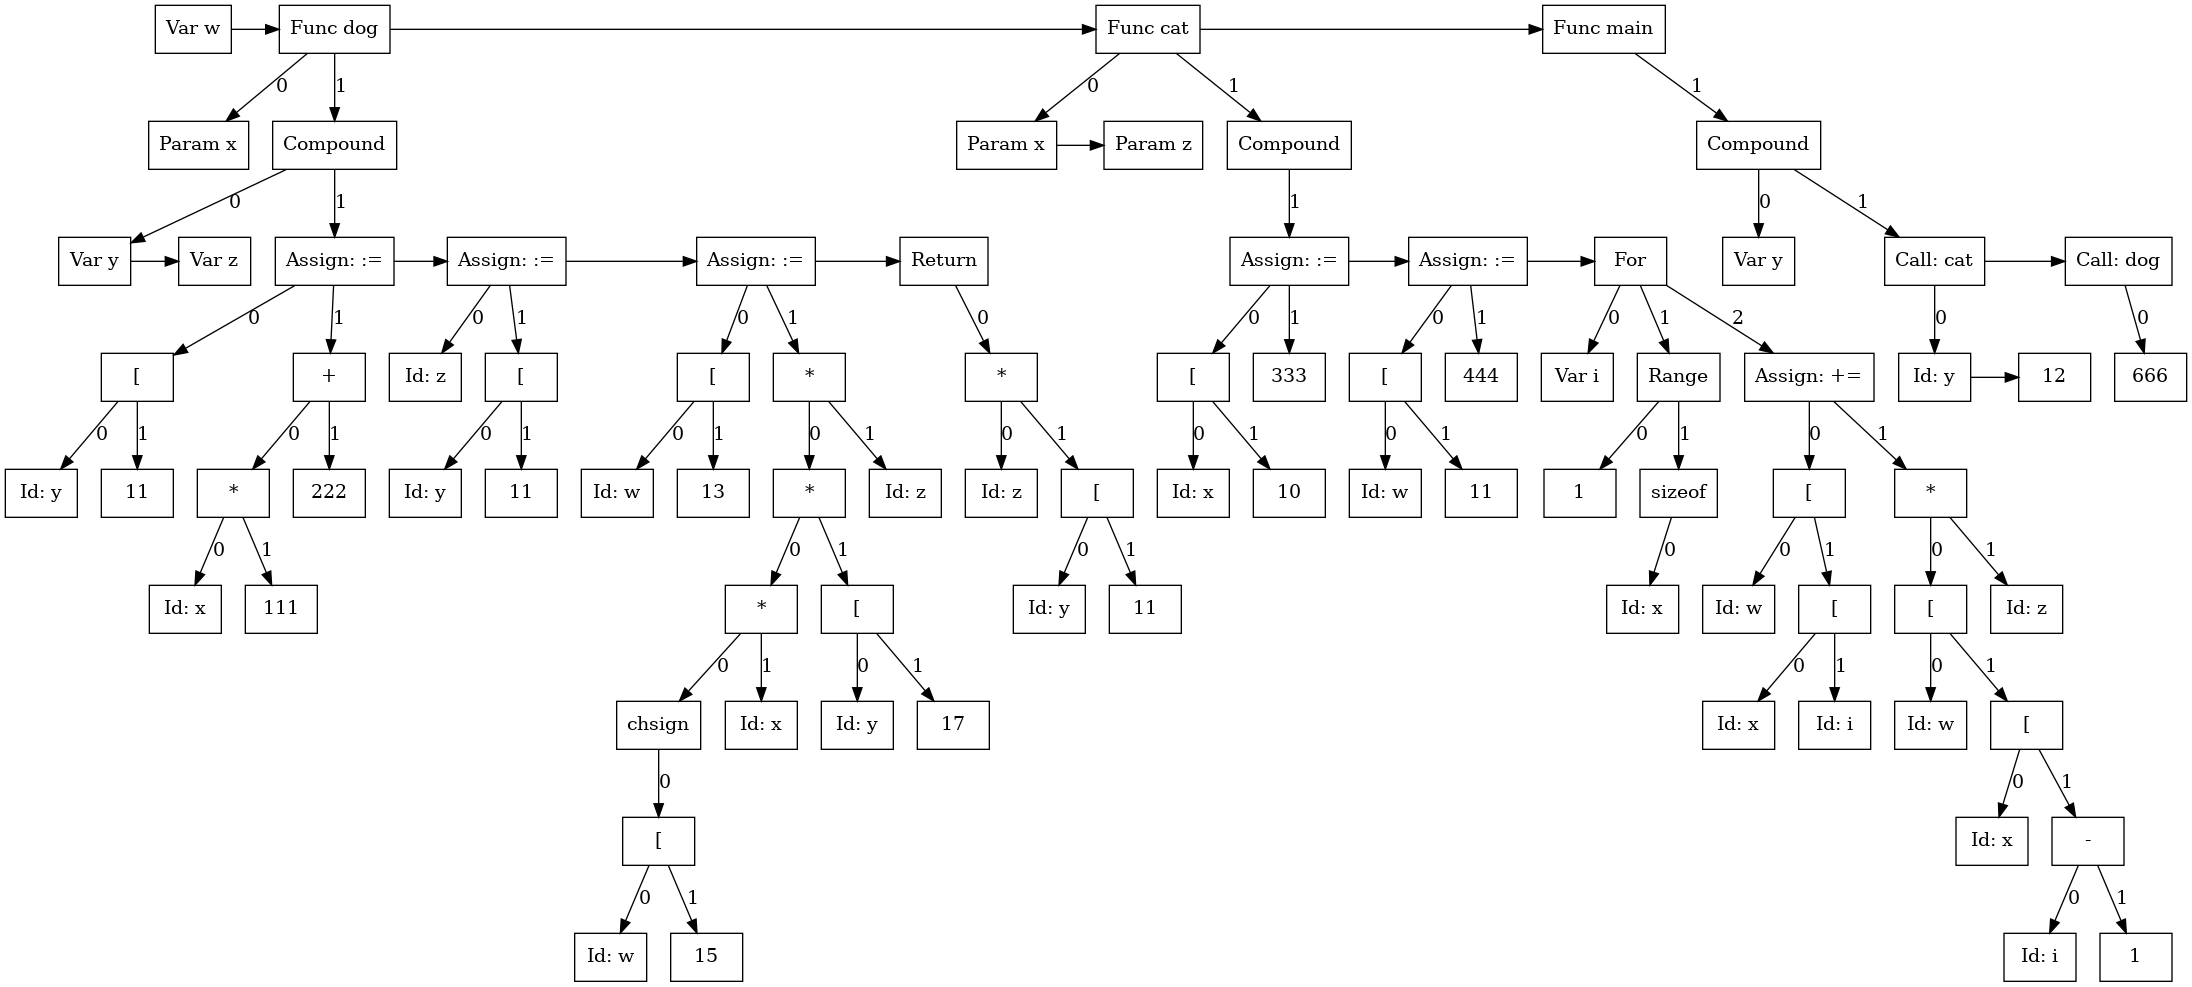 Var w
Func dog
Func cat
Func main
0
1
0
1
1
Param x
Compound
Param x
Param z
Compound
Compound
0
1
1
0
1
Var y
Var z
Assign: :=
Assign: :=
Assign: :=
Return
Assign: :=
Assign: :=
For
Var y
Call: cat
Call: dog
0
1
0
1
0
1
0
0
1
0
1
0
1
2
0
0
[
+
Id: z
[
[
*
*
[
333
[
444
Var i
Range
Assign: +=
Id: y
12
666
0
1
0
1
0
1
0
1
0
1
0
1
0
1
0
1
0
1
0
1
Id: y
11
*
222
Id: y
11
Id: w
13
*
Id: z
Id: z
[
Id: x
10
Id: w
11
1
sizeof
[
*
0
1
0
1
0
1
0
0
1
0
1
Id: x
111
*
[
Id: y
11
Id: x
Id: w
[
[
Id: z
0
1
0
1
0
1
0
1
chsign
Id: x
Id: y
17
Id: x
Id: i
Id: w
[
0
0
1
[
Id: x
-
0
1
0
1
Id: w
15
Id: i
1